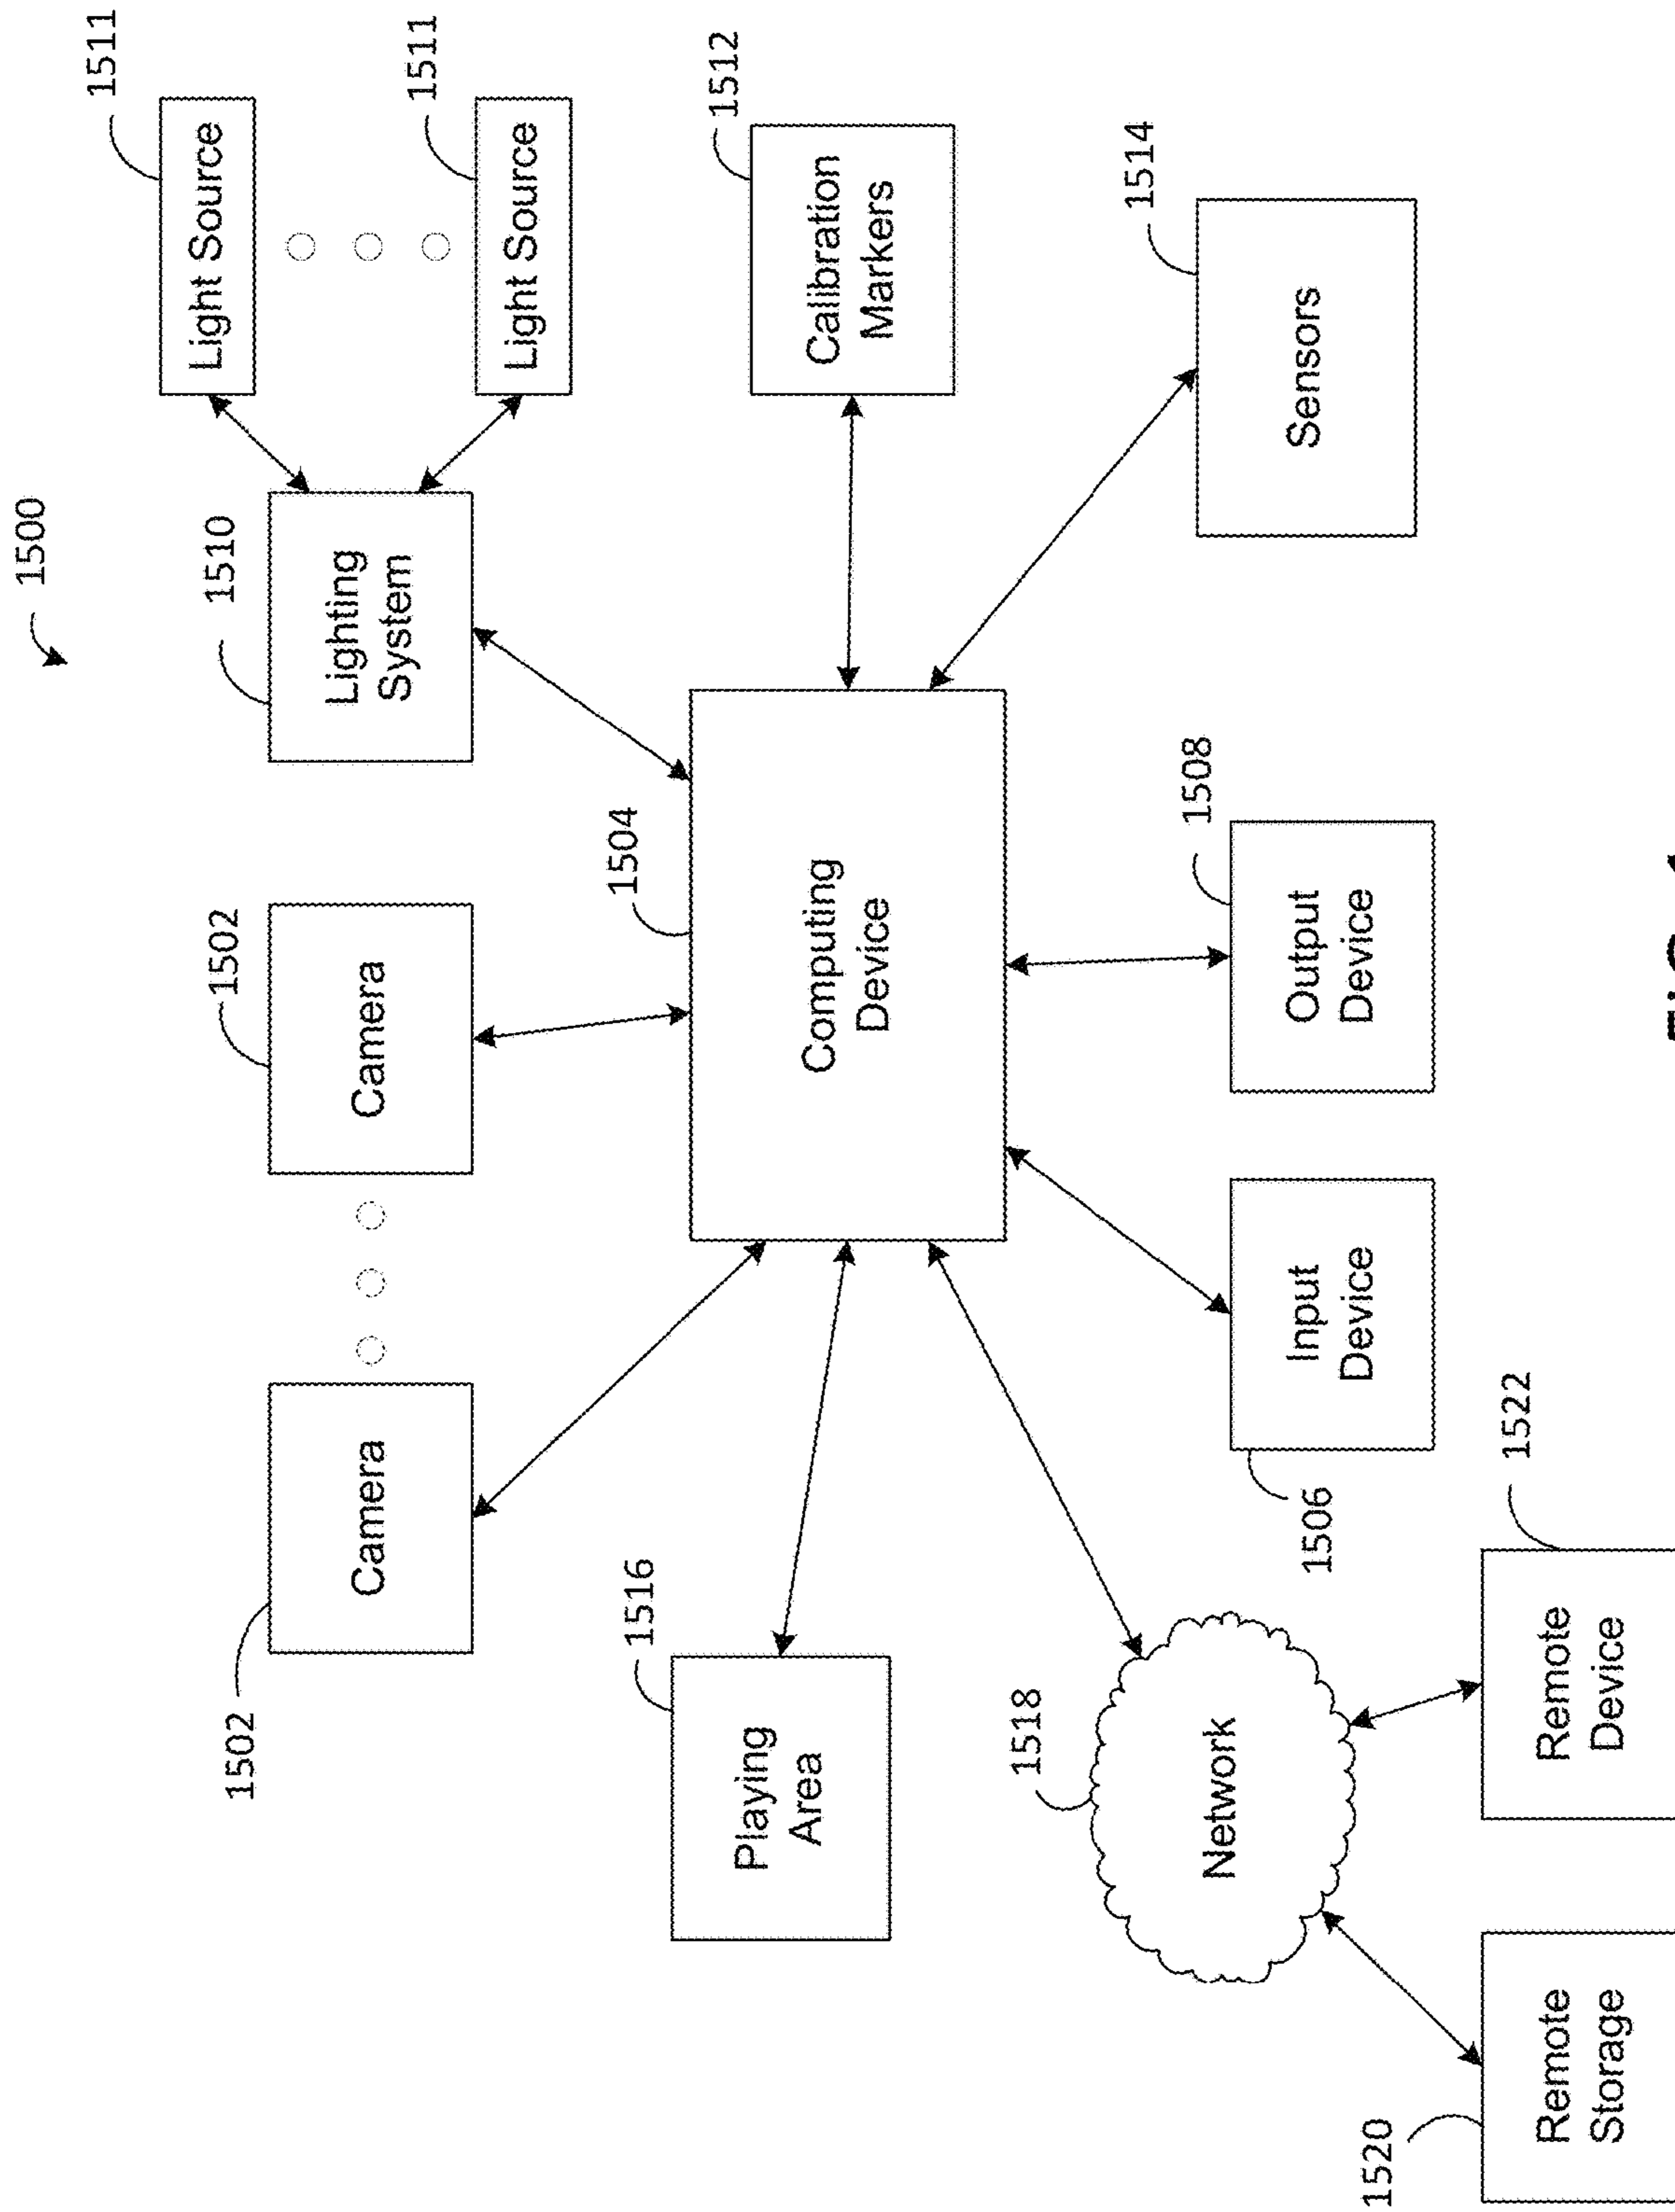 1500
1502
Camera
1502
Camera
1510
Lighting
System
1511
Light Source
1511
Light Source
1504
Computing
Device
1512
Calibration
Markers
1516
Playing
Area
1518
Network
1514
Sensors
1506
Input
Device
1508
Output
Device
1520
Remote
Storage
1522
Remote
Device